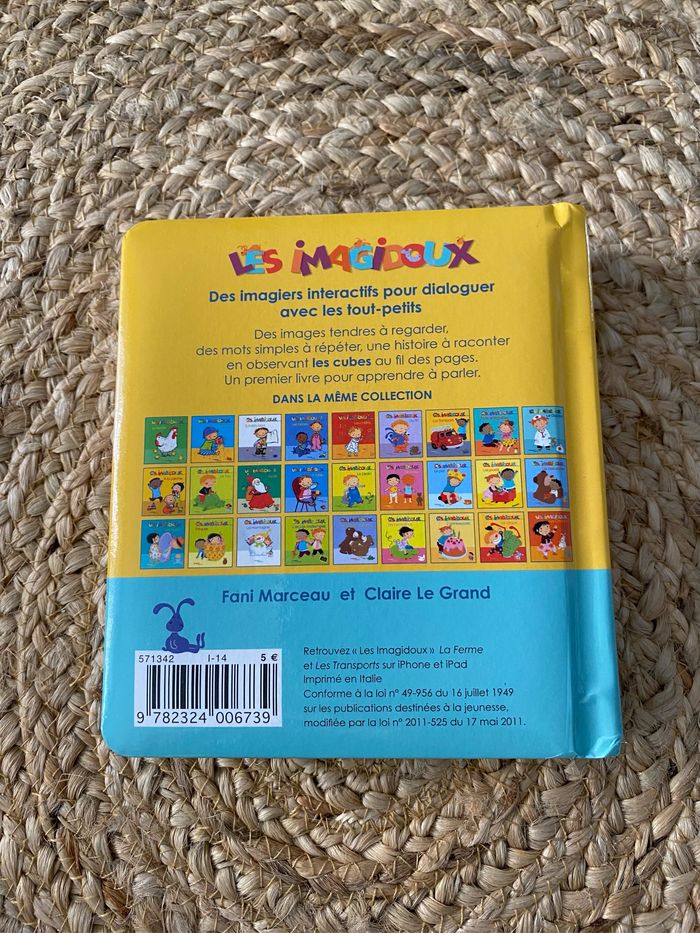 LES IMAGIDOUX
Des imagiers interactifs pour dialoguer
avec les tout-petits
Des images tendres à regarder,
des mots simples à répéter, une histoire à raconter
en observant les cubes au fil des pages.
Un premier livre pour apprendre à parler.
DANS LA MÊME COLLECTION
Fani Marceau et Claire Le Grand
571342 I-14 5 €
9 782324 006739
Retrouvez « Les Imagidoux » La Ferme
et Les Transports sur iPhone et iPad
Imprimé en Italie
Conforme à la loi n° 49-956 du 16 juillet 1949
sur les publications destinées à la jeunesse,
modifiée par la loi n° 2011-525 du 17 mai 2011.